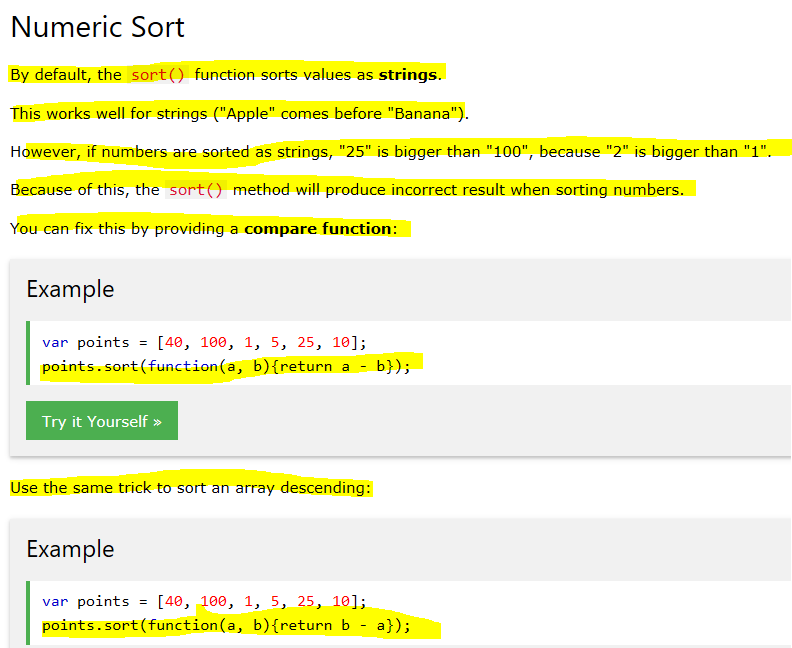 Numeric Sort
By default, the sort() function sorts values as strings.
This works well for strings ("Apple" comes before "Banana").
However, if numbers are sorted as strings, "25" is bigger than "100", because "2" is bigger than "1".
Because of this, the sort() method will produce incorrect result when sorting numbers.
You can fix this by providing a compare function:
Example
var points = [40, 100, 1, 5, 25, 10];
points.sort(function(a, b){return a - b});
Try it Yourself »
Use the same trick to sort an array descending:
Example
var points = [40, 100, 1, 5, 25, 10];
points.sort(function(a, b){return b - a});